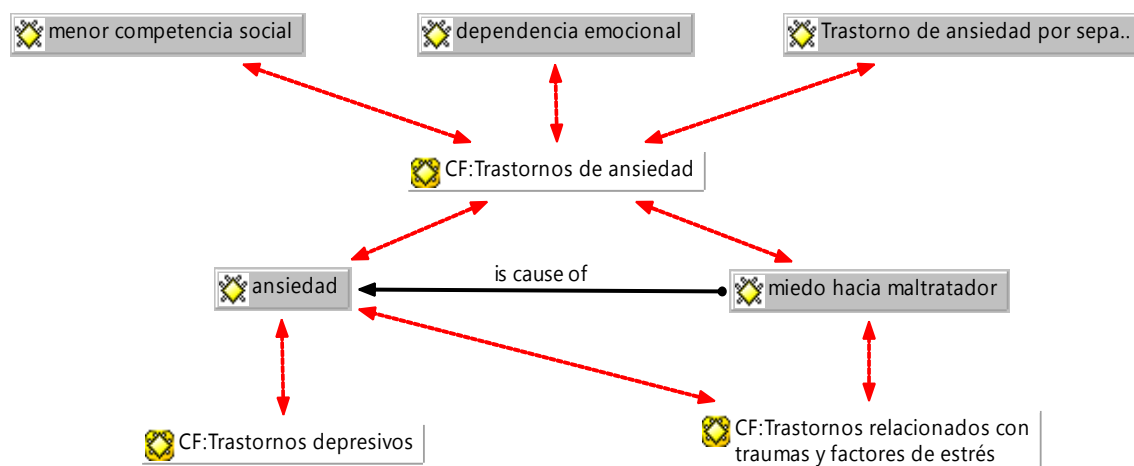 menor competencia social
dependencia emocional
Trastorno de ansiedad por sepa..
CF:Trastornos de ansiedad
is cause of
ansiedad
miedo hacia maltratador
CF:Trastornos depresivos
CF:Trastornos relacionados con
traumas y factores de estrés